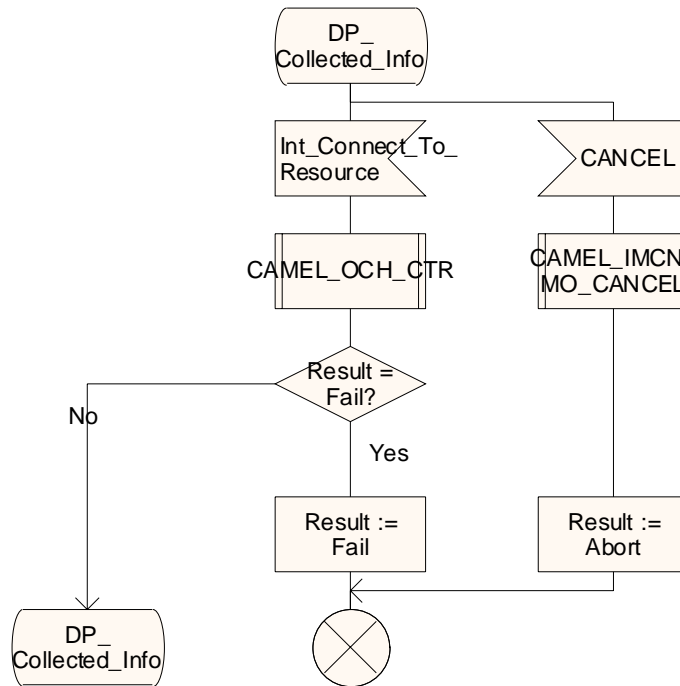 DP_
Collected_Info
Int_Connect_To_
Resource
CANCEL
CAMEL_OCH_CTR
CAMEL_IMCN
MO_CANCEL
Result =
Fail?
No
Yes
Result :=
Fail
Result :=
Abort
DP_
Collected_Info